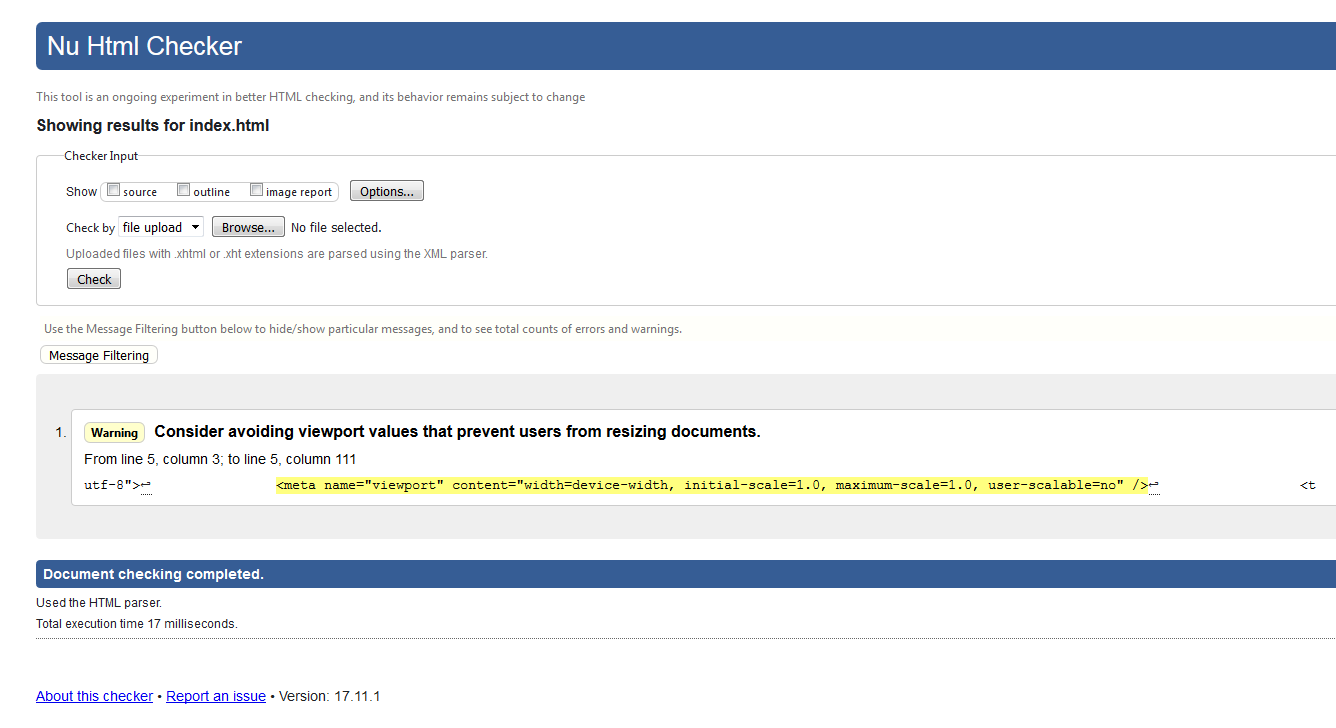 Nu Html Checker
This tool is an ongoing experiment in better HTML checking, and its behavior remains subject to change
Showing results for index.html
Checker Input
Show source outline image report Options...
Check by file upload Browse... No file selected.
Uploaded files with .xhtml or .xht extensions are parsed using the XML parser.
Check
Use the Message Filtering button below to hide/show particular messages, and to see total counts of errors and warnings.
Message Filtering
1. Warning Consider avoiding viewport values that prevent users from resizing documents.
From line 5, column 3; to line 5, column 111
utf-8">↩ <meta name="viewport" content="width=device-width, initial-scale=1.0, maximum-scale=1.0, user-scalable=no" />↩ <t
Document checking completed.
Used the HTML parser.
Total execution time 17 milliseconds.
About this checker • Report an issue • Version: 17.11.1